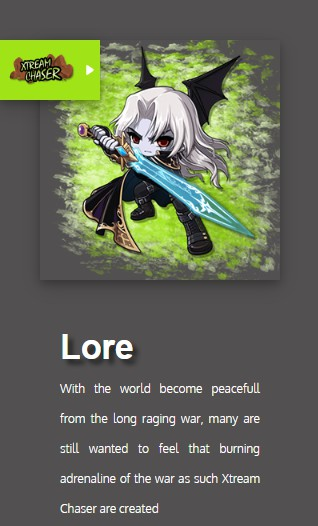 XTREAM
CHASER
Lore
With the world become peacefull
from the long raging war, many are
still wanted to feel that burning
adrenaline of the war as such Xtream
Chaser are created